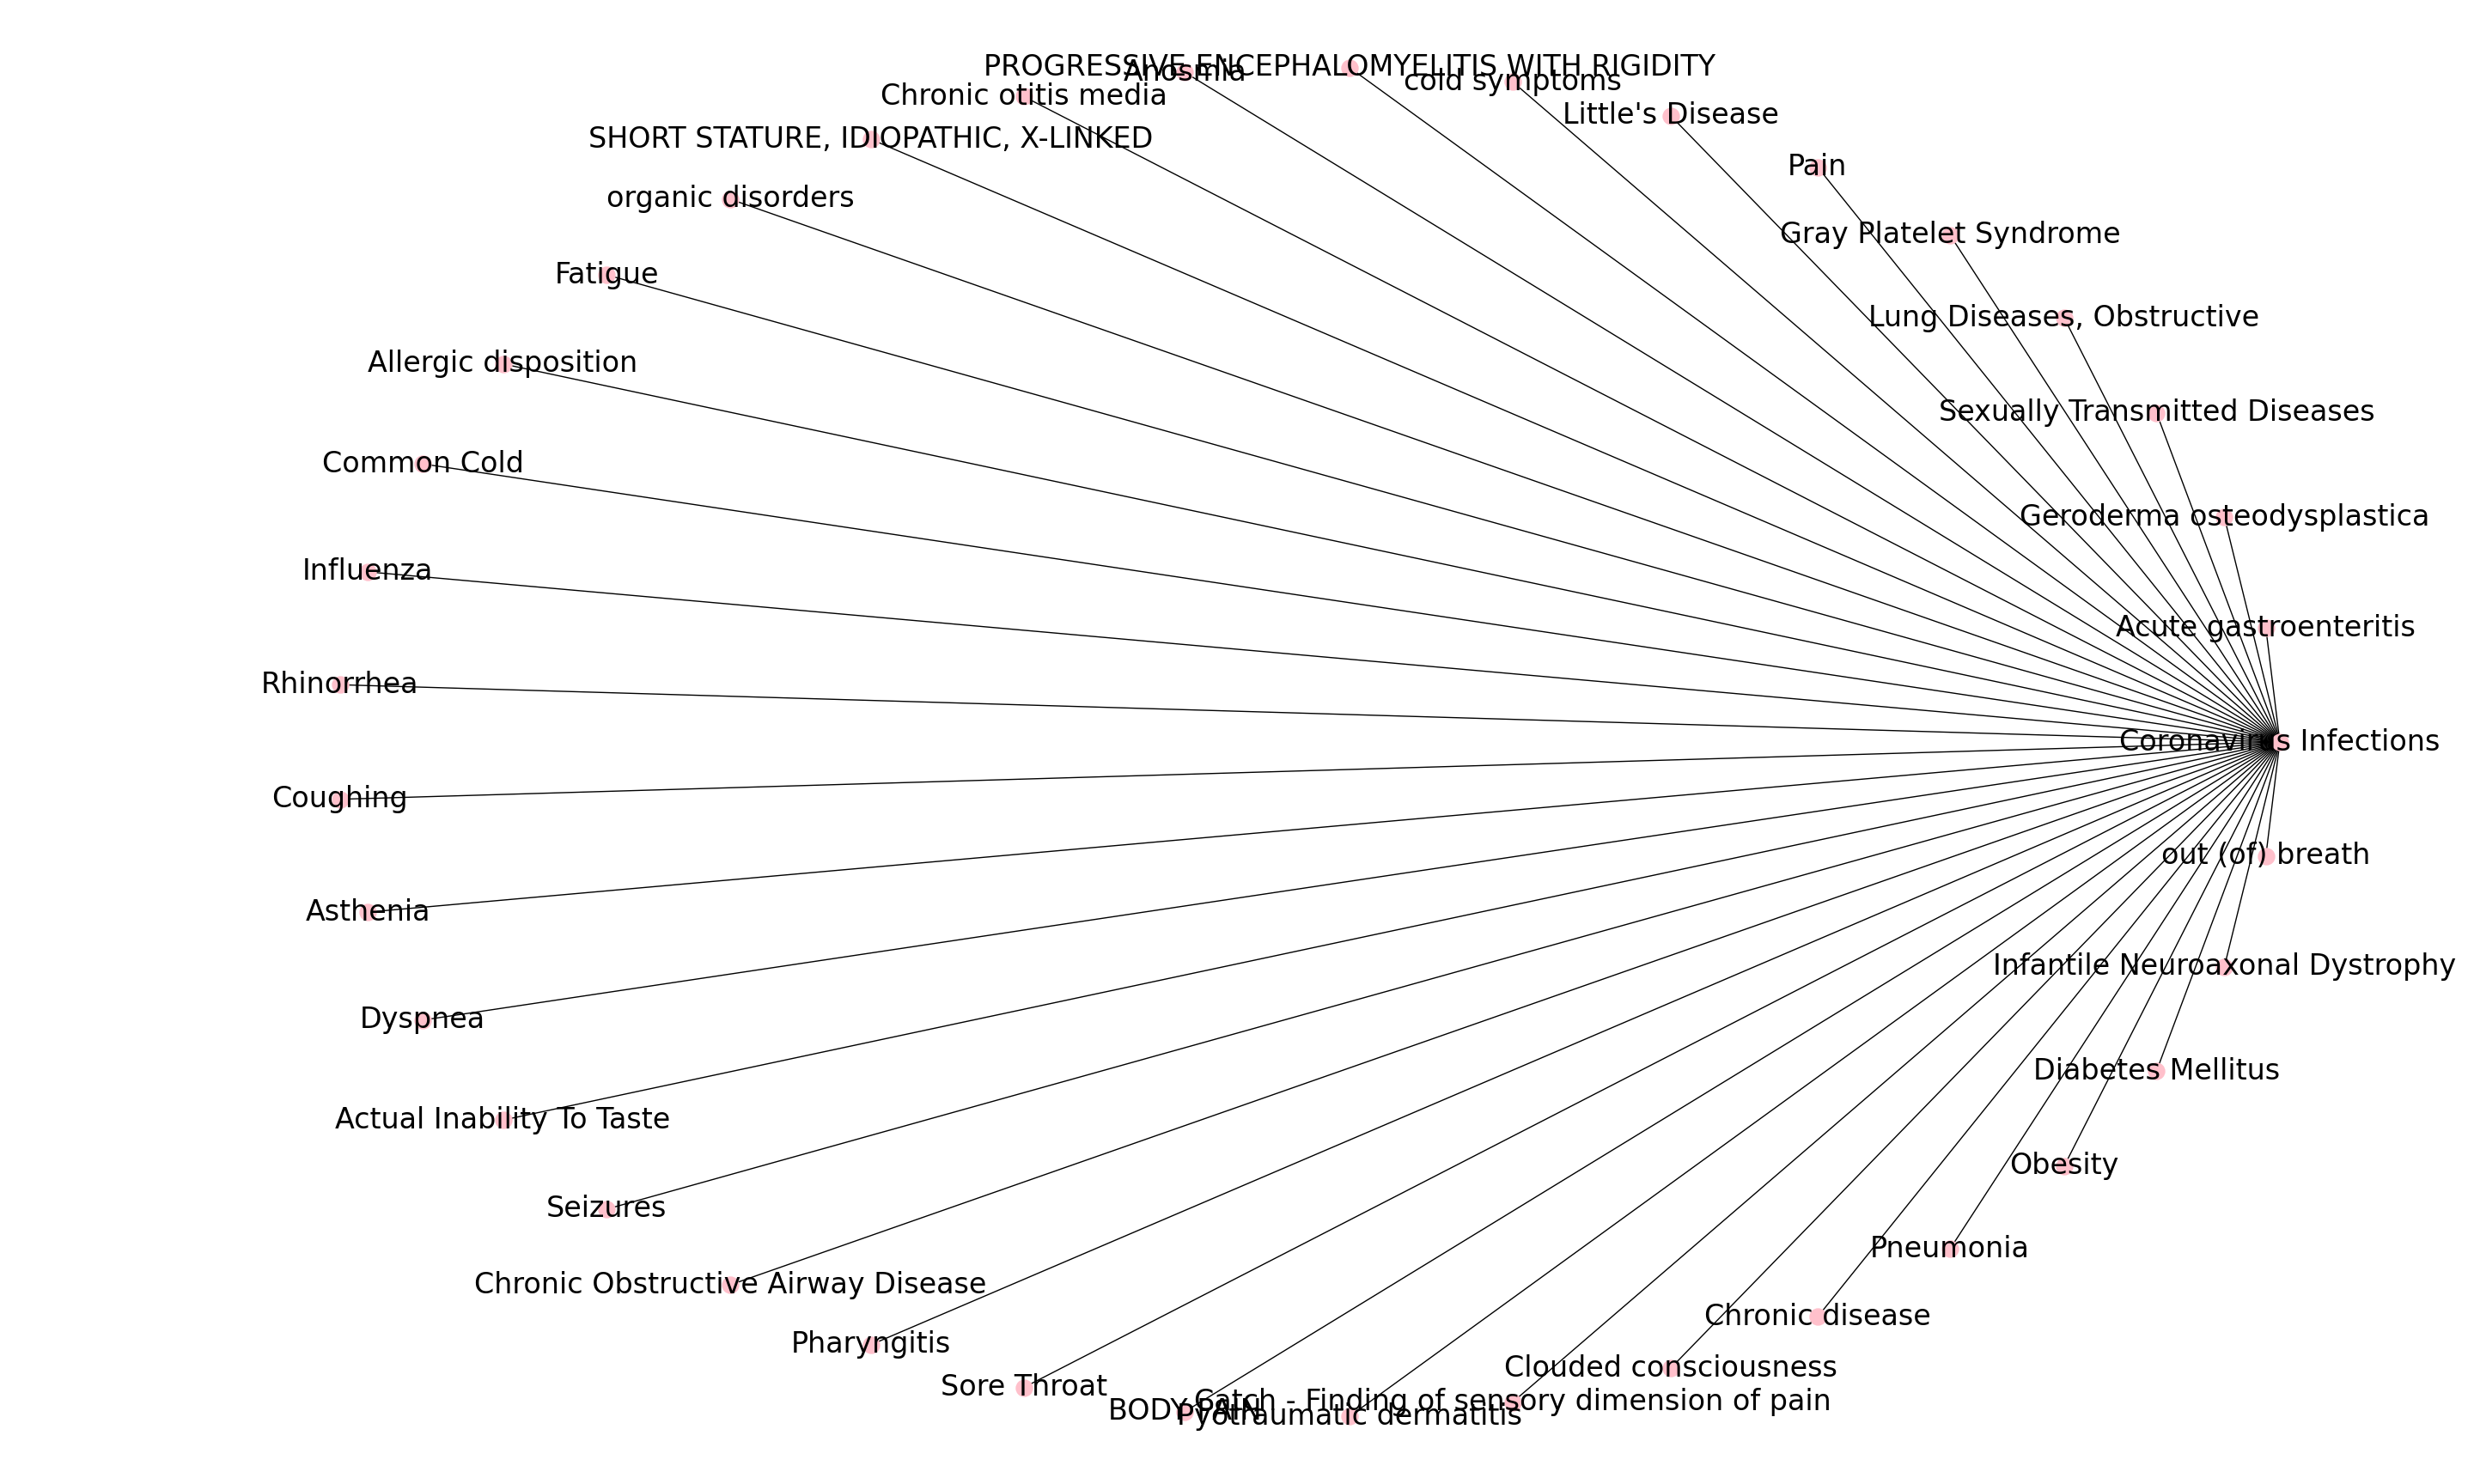 PROGRESSIVE ENCEPHALOMYELITIS WITH RIGIDITY
Anosmia
cold symptoms
Chronic otitis media
Little's Disease
SHORT STATURE, IDIOPATHIC, X-LINKED
Pain
organic disorders
Gray Platelet Syndrome
Fatigue
Lung Diseases, Obstructive
Allergic disposition
Sexually Transmitted Diseases
Common Cold
Geroderma osteodysplastica
Influenza
Acute gastroenteritis
Rhinorrhea
Coronavirus Infections
Coughing
out (of) breath
Asthenia
Infantile Neuroaxonal Dystrophy
Dyspnea
Diabetes Mellitus
Actual Inability To Taste
Obesity
Seizures
Pneumonia
Chronic Obstructive Airway Disease
Chronic disease
Pharyngitis
Clouded consciousness
Sore Throat
Catch - Finding of sensory dimension of pain
BODY PAIN
Pyotraumatic dermatitis